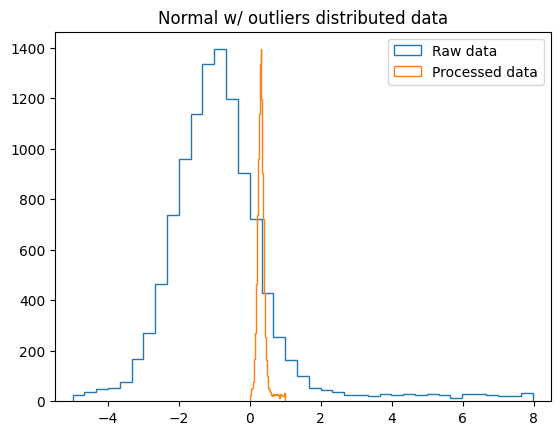 Normal w/ outliers distributed data
Raw data
Processed data
1400
1200
1000
800
600
400
200
0
−4 −2 0 2 4 6 8